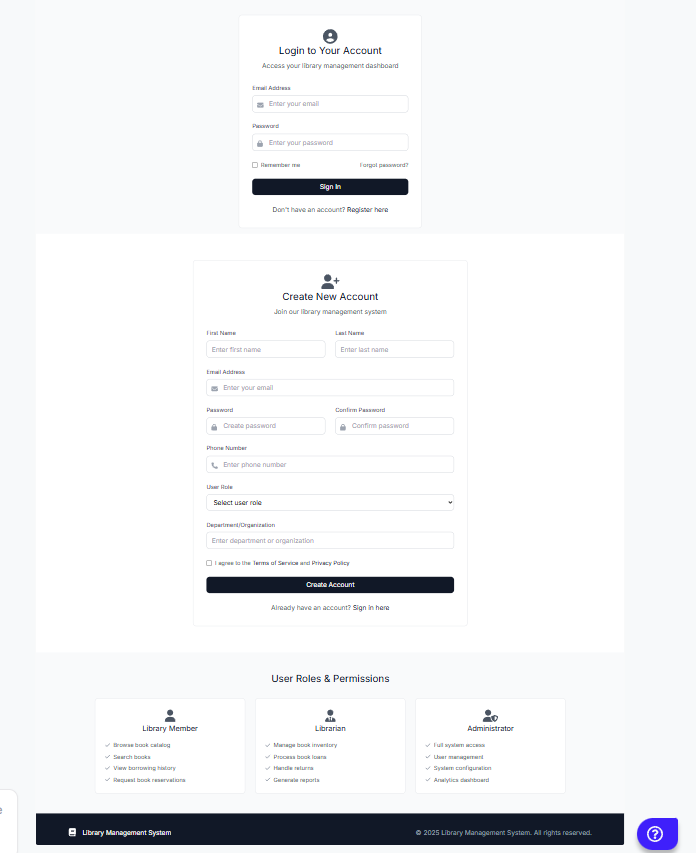 Login to Your Account
Access your library management dashboard
Email Address
Enter your email
Password
Enter your password
Remember me Forgot password?
Sign In
Don't have an account? Register here
Create New Account
Join our library management system
First Name Last Name
Enter first name Enter last name
Email Address
Enter your email
Password Confirm Password
Create password Confirm password
Phone Number
Enter phone number
User Role
Select user role
Department/Organization
Enter department or organization
I agree to the Terms of Service and Privacy Policy
Create Account
Already have an account? Sign in here
User Roles & Permissions
Library Member Librarian Administrator
Browse book catalog Manage book inventory Full system access
Search books Process book loans User management
View borrowing history Handle returns System configuration
Request book reservations Generate reports Analytics dashboard
e
Library Management System © 2025 Library Management System. All rights reserved.